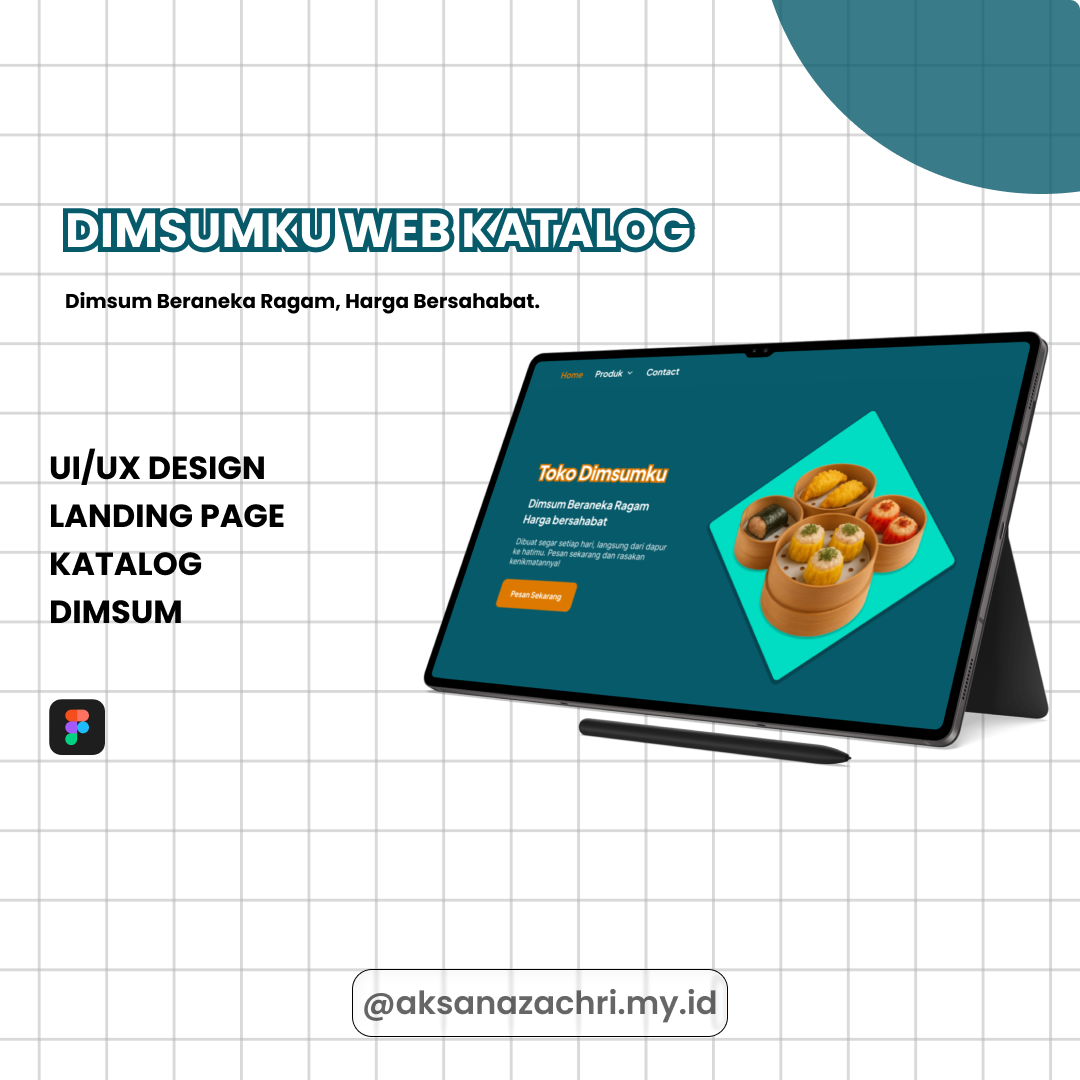 DIMSUMKU WEB KATALOG
Dimsum Beraneka Ragam, Harga Bersahabat.
Home Produk Contact
Toko Dimsumku
Dimsum Beraneka Ragam
Harga bersahabat
Dibuat segar setiap hari, langsung dari dapur
ke hatimu. Pesan sekarang dan rasakan
kenikmatannya!
Pesan Sekarang
UI/UX DESIGN
LANDING PAGE
KATALOG
DIMSUM
@aksanazachri.my.id